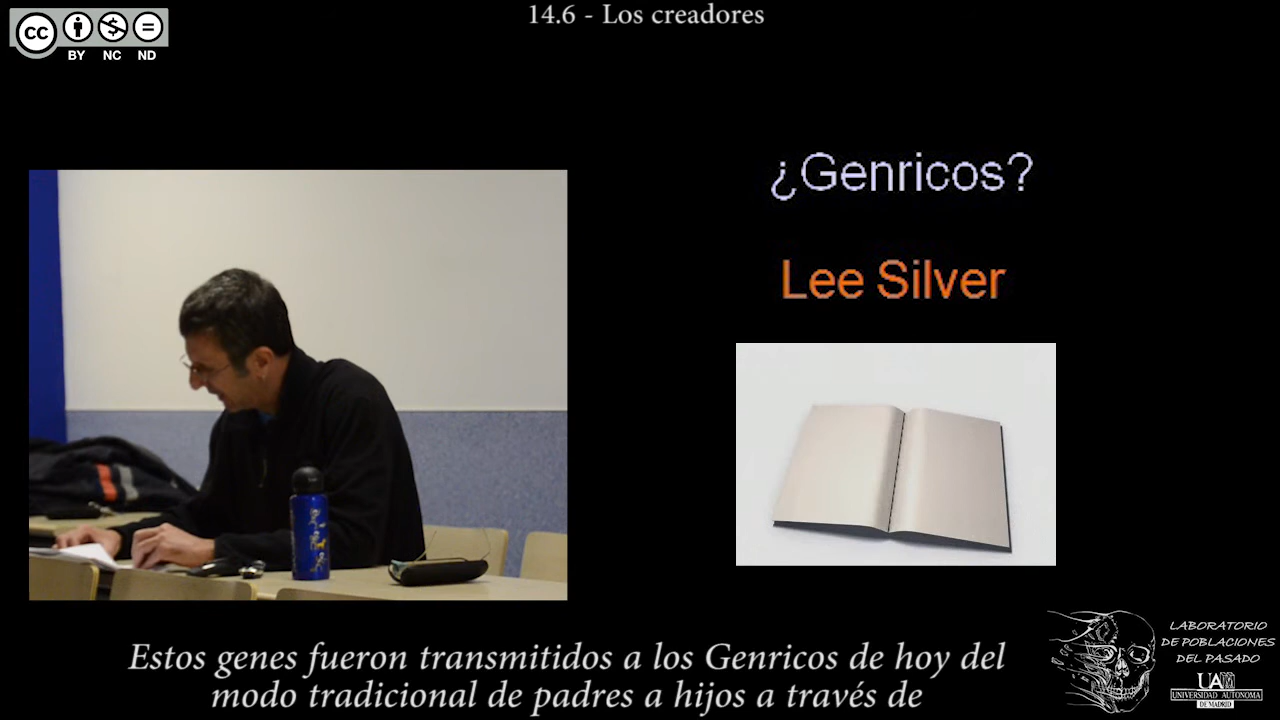 14.6 - Los creadores
CC
BY NC ND
¿Genricos?
Lee Silver
Estos genes fueron transmitidos a los Genricos de hoy del
modo tradicional de padres a hijos a través de
LABORATORIO
DE POBLACIONES
DEL PASADO
UAM
UNIVERSIDAD AUTONOMA
DE MADRID